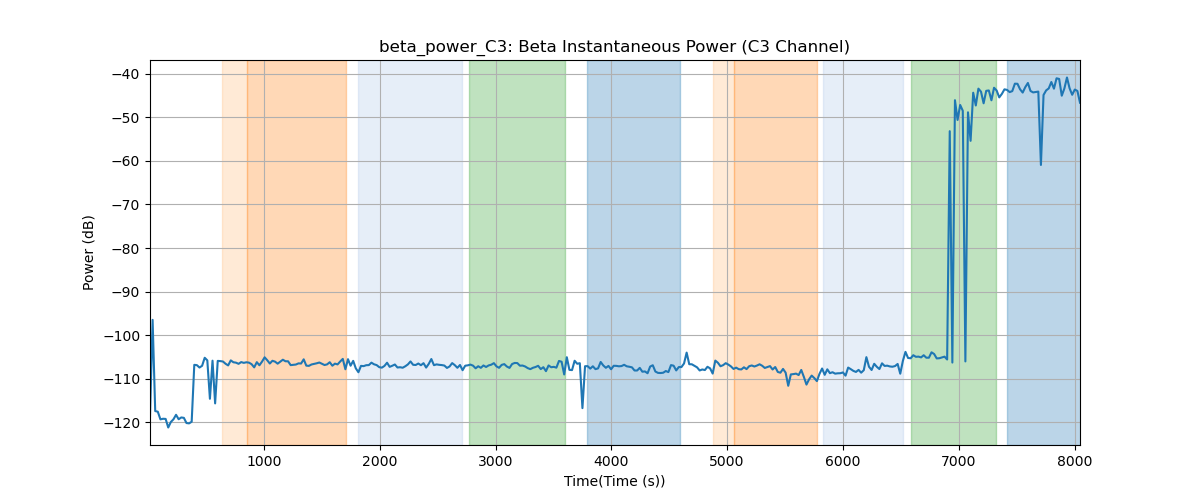 beta_power_C3: Beta Instantaneous Power (C3 Channel)
Power (dB)
−40
−50
−60
−70
−80
−90
−100
−110
−120
1000 2000 3000 4000 5000 6000 7000 8000
Time(Time (s))